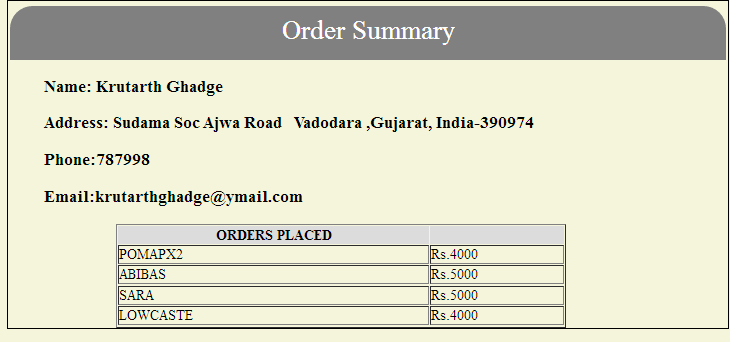 Order Summary
Name: Krutarth Ghadge
Address: Sudama Soc Ajwa Road   Vadodara ,Gujarat, India-390974
Phone:787998
Email:krutarthghadge@ymail.com
ORDERS PLACED
POMAPX2 Rs.4000
ABIBAS Rs.5000
SARA Rs.5000
LOWCASTE Rs.4000